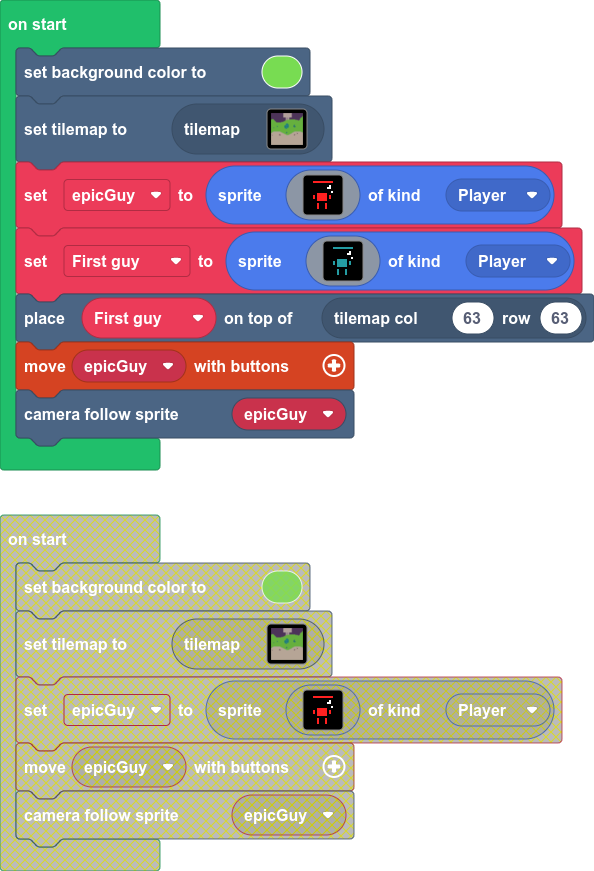 on start
set background color to
set tilemap to tilemap
set epicGuy to sprite of kind Player
set First guy to sprite of kind Player
place First guy on top of tilemap col 63 row 63
move epicGuy with buttons
camera follow sprite epicGuy
on start
set background color to
set tilemap to tilemap
set epicGuy to sprite of kind Player
move epicGuy with buttons
camera follow sprite epicGuy